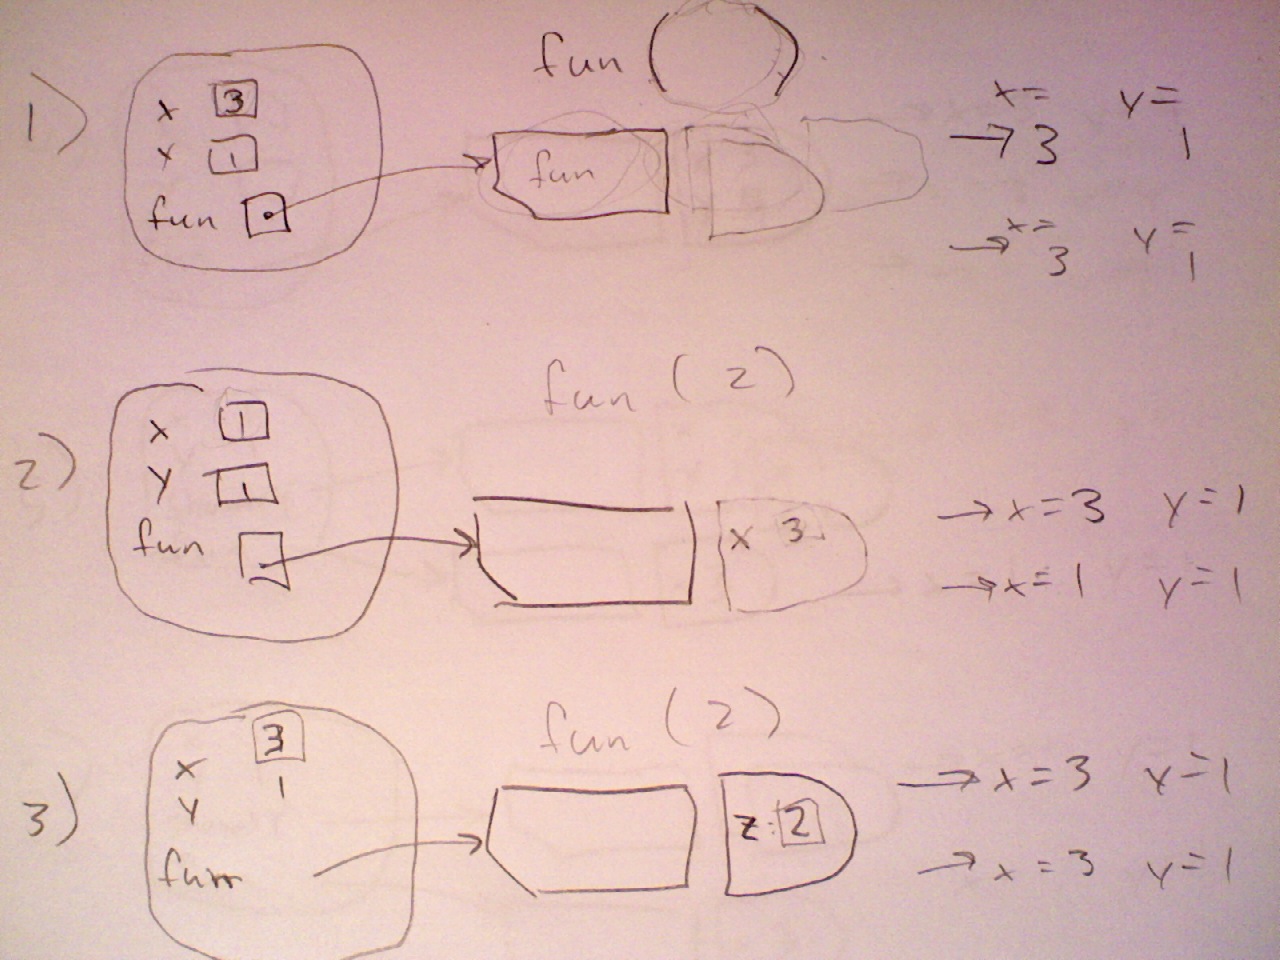 1)
x 3
y 1
fun
fun ( )
fun
x= y=
→ 3 1
→ x= y=
3 1
2)
x 1
y 1
fun
fun (2)
x 3
→ x=3 y=1
→ x=1 y=1
3)
x 3
y 1
fun
fun (2)
z: 2
→ x=3 y=1
→ x=3 y=1